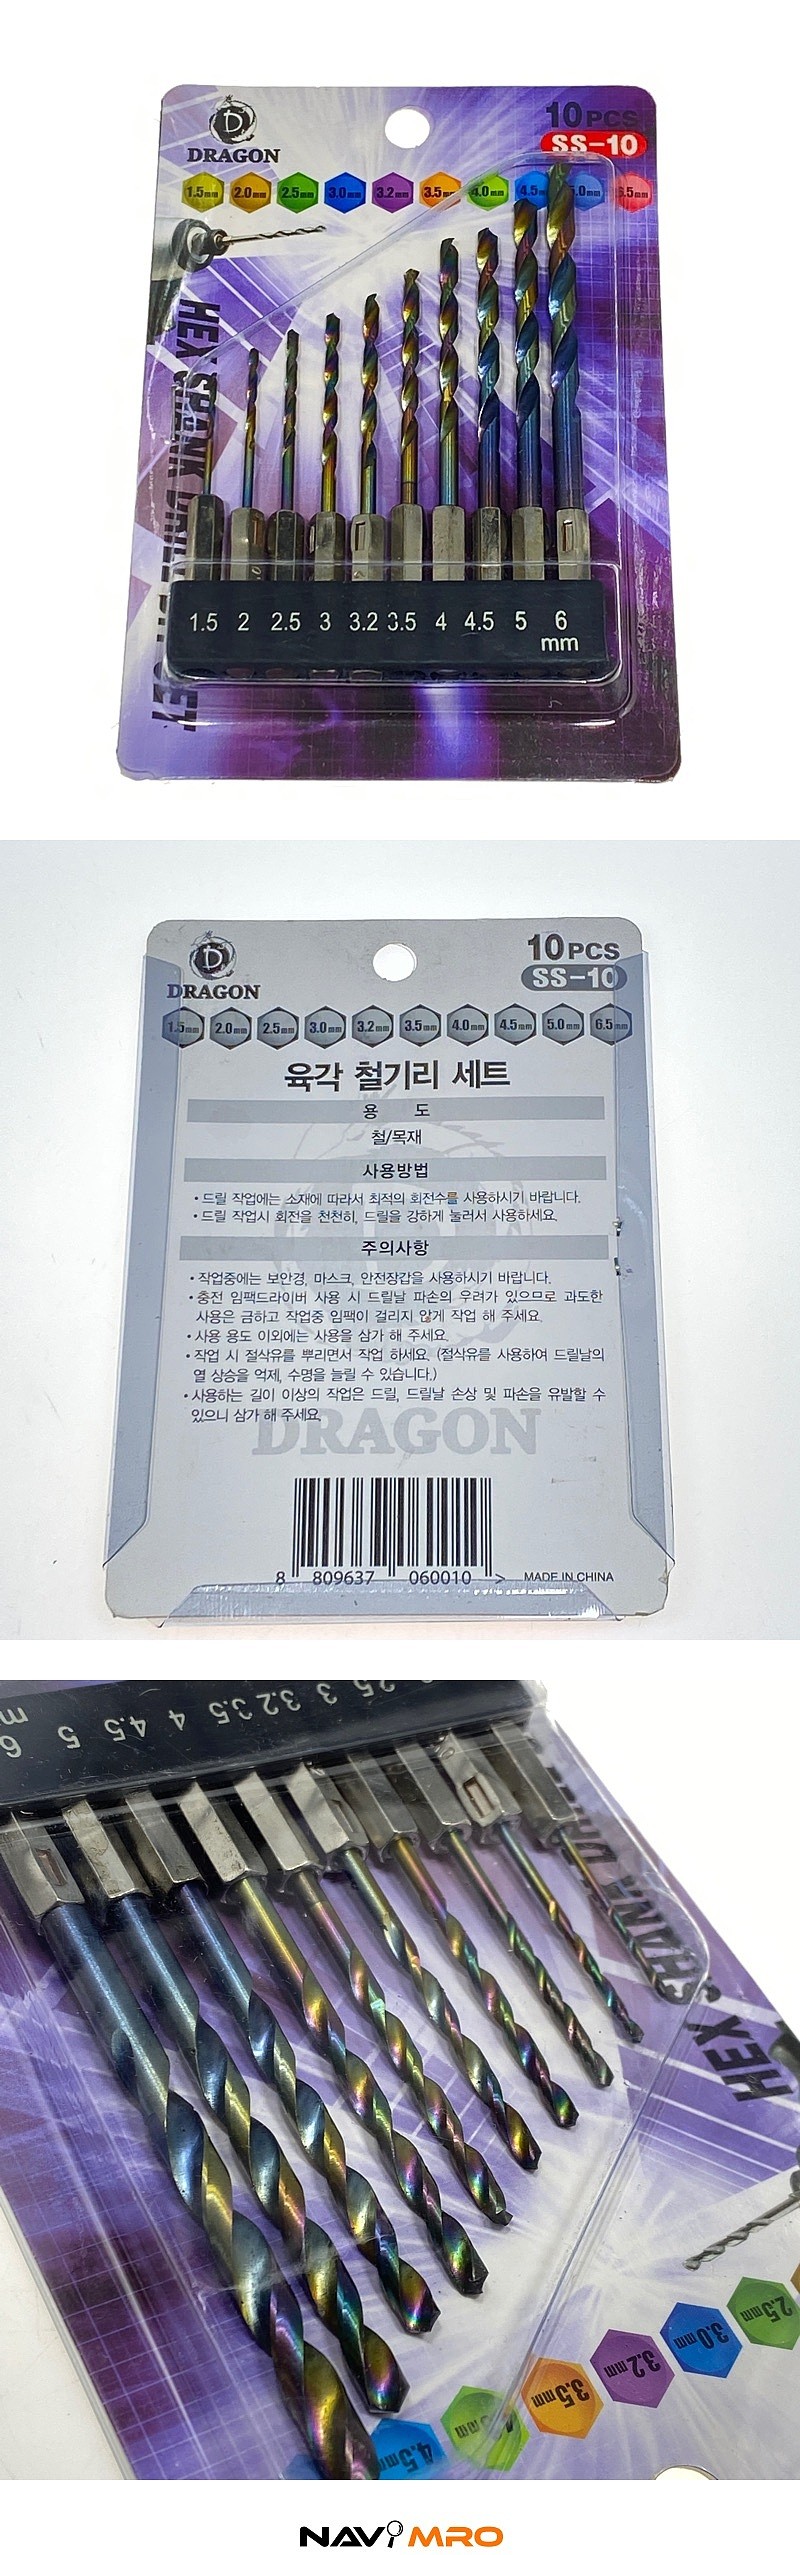 10PCS
D
SS-10
DRAGON
1.5mm 2.0mm 2.5mm 3.0mm 3.2mm 3.5mm 4.0mm 4.5mm 5.0mm 6.5mm
HEX SHANK DRILL BIT SET
1.5 2 2.5 3 3.2 3.5 4 4.5 5 6
mm
D
10PCS
SS-10
DRAGON
1.5mm 2.0mm 2.5mm 3.0mm 3.2mm 3.5mm 4.0mm 4.5mm 5.0mm 6.5mm
육각 철기리 세트
용 도
철/목재
사용방법
• 드릴 작업에는 소재에 따라서 최적의 회전수를 사용하시기 바랍니다.
• 드릴 작업시 회전을 천천히, 드릴을 강하게 눌러서 사용하세요.
주의사항
• 작업중에는 보안경, 마스크, 안전장갑을 사용하시기 바랍니다.
• 충전 임팩드라이버 사용 시 드릴날 파손의 우려가 있으므로 과도한
사용은 금하고 작업중 임팩이 걸리지 않게 작업 해 주세요.
• 사용 용도 이외에는 사용을 삼가 해 주세요.
• 작업 시 절삭유를 뿌리면서 작업 하세요. (절삭유를 사용하여 드릴날의
열 상승을 억제, 수명을 늘릴 수 있습니다.)
• 사용하는 길이 이상의 작업은 드릴, 드릴날 손상 및 파손을 유발할 수
있으니 삼가 해 주세요.
DRAGON
8 809637 060010 >
MADE IN CHINA
6 5 4.5 4 3.5 3.2 3 2.5
HEX SHANK
2.5mm
3.0mm
3.2mm
3.5mm
4.5mm
NAVIMRO